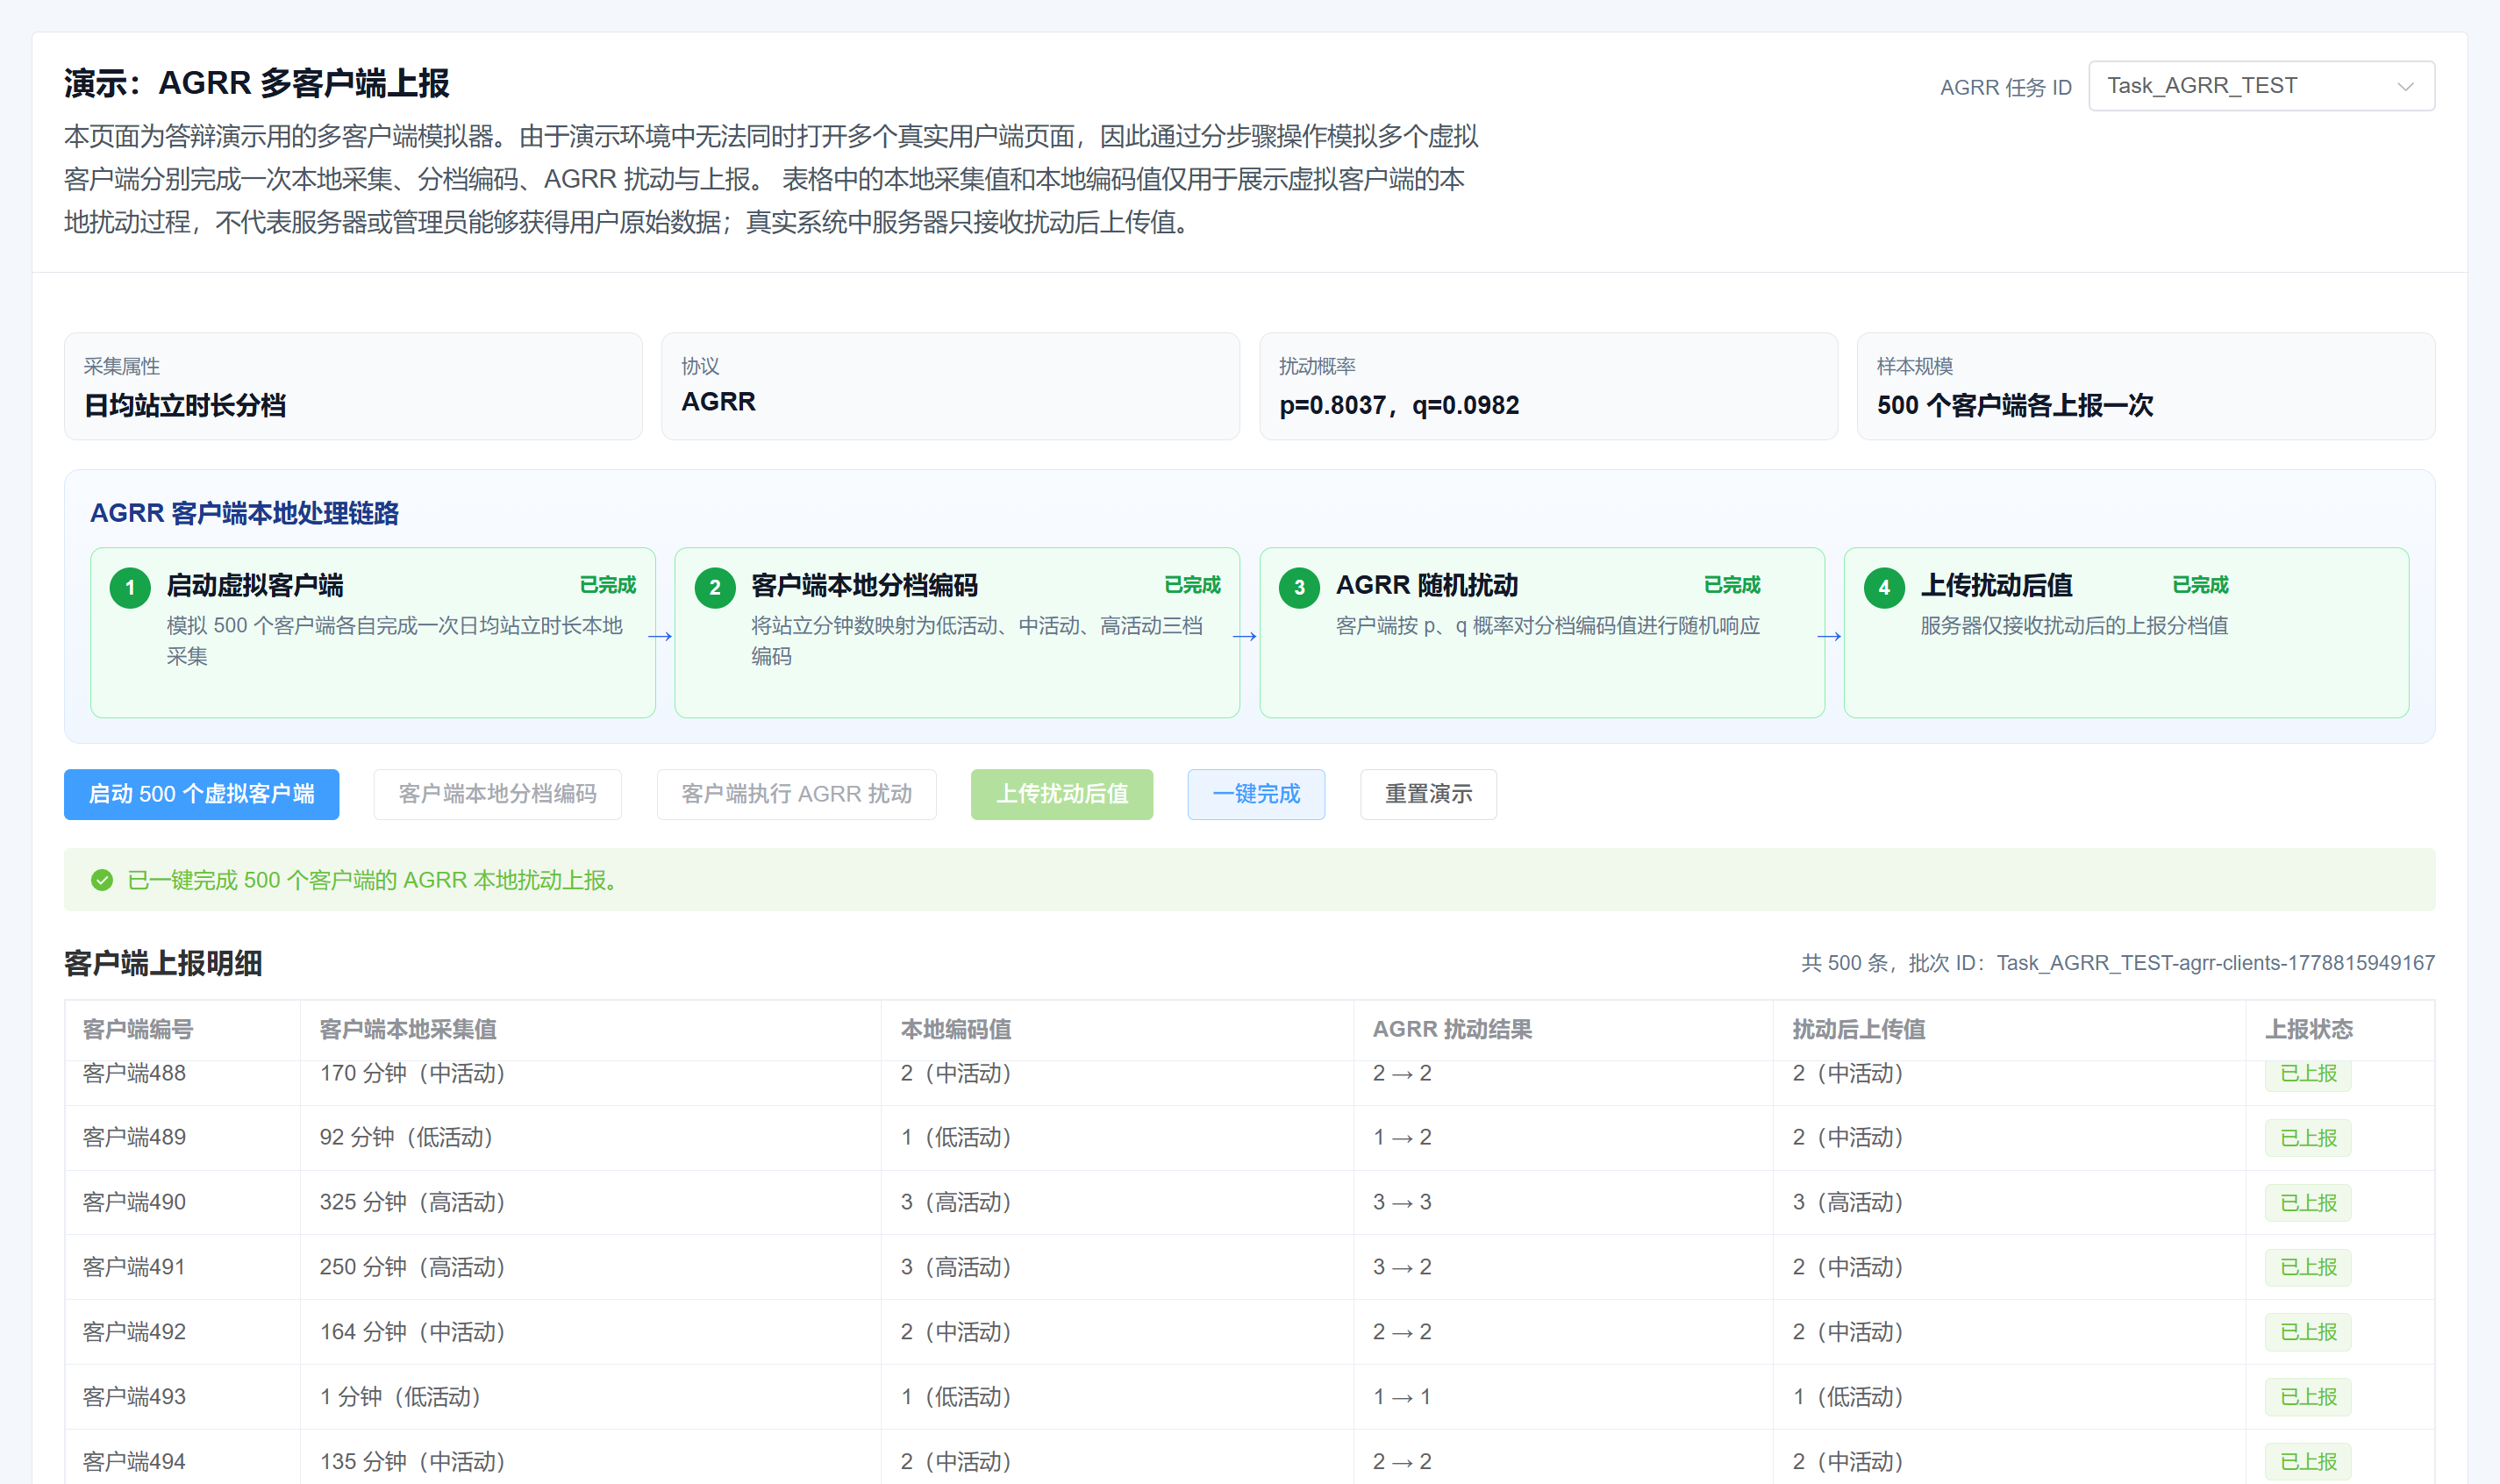 演示：AGRR 多客户端上报
AGRR 任务 ID
Task_AGRR_TEST
本页面为答辩演示用的多客户端模拟器。由于演示环境中无法同时打开多个真实用户端页面，因此通过分步骤操作模拟多个虚拟
客户端分别完成一次本地采集、分档编码、AGRR 扰动与上报。 表格中的本地采集值和本地编码值仅用于展示虚拟客户端的本
地扰动过程，不代表服务器或管理员能够获得用户原始数据；真实系统中服务器只接收扰动后上传值。
采集属性
日均站立时长分档
协议
AGRR
扰动概率
p=0.8037，q=0.0982
样本规模
500 个客户端各上报一次
AGRR 客户端本地处理链路
1 启动虚拟客户端 已完成
模拟 500 个客户端各自完成一次日均站立时长本地
采集
→
2 客户端本地分档编码 已完成
将站立分钟数映射为低活动、中活动、高活动三档
编码
→
3 AGRR 随机扰动 已完成
客户端按 p、q 概率对分档编码值进行随机响应
→
4 上传扰动后值 已完成
服务器仅接收扰动后的上报分档值
启动 500 个虚拟客户端 客户端本地分档编码 客户端执行 AGRR 扰动 上传扰动后值 一键完成 重置演示
已一键完成 500 个客户端的 AGRR 本地扰动上报。
客户端上报明细
共 500 条，批次 ID：Task_AGRR_TEST-agrr-clients-1778815949167
客户端编号 客户端本地采集值 本地编码值 AGRR 扰动结果 扰动后上传值 上报状态
客户端488 170 分钟（中活动） 2（中活动） 2 → 2 2（中活动） 已上报
客户端489 92 分钟（低活动） 1（低活动） 1 → 2 2（中活动） 已上报
客户端490 325 分钟（高活动） 3（高活动） 3 → 3 3（高活动） 已上报
客户端491 250 分钟（高活动） 3（高活动） 3 → 2 2（中活动） 已上报
客户端492 164 分钟（中活动） 2（中活动） 2 → 2 2（中活动） 已上报
客户端493 1 分钟（低活动） 1（低活动） 1 → 1 1（低活动） 已上报
客户端494 135 分钟（中活动） 2（中活动） 2 → 2 2（中活动） 已上报